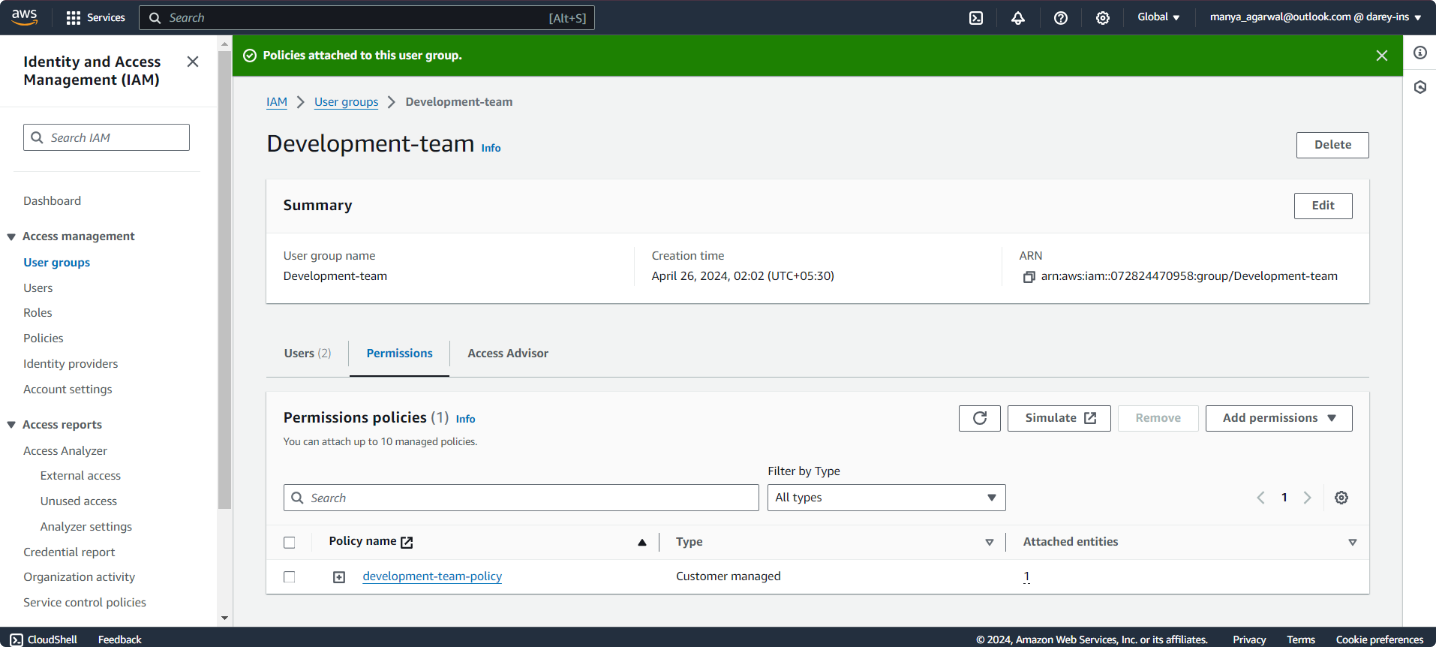 aws Services Search [Alt+S] Global manya_agarwal@outlook.com @ darey-ins
Identity and Access
Management (IAM)
Search IAM
Dashboard
Access management
User groups
Users
Roles
Policies
Identity providers
Account settings
Access reports
Access Analyzer
External access
Unused access
Analyzer settings
Credential report
Organization activity
Service control policies
Policies attached to this user group.
IAM User groups Development-team
Development-team Info
Delete
Summary
Edit
User group name
Development-team
Creation time
April 26, 2024, 02:02 (UTC+05:30)
ARN
arn:aws:iam::072824470958:group/Development-team
Users (2) Permissions Access Advisor
Permissions policies (1) Info
You can attach up to 10 managed policies.
Simulate Remove Add permissions
Filter by Type
Search All types 1
Policy name Type Attached entities
development-team-policy Customer managed 1
CloudShell Feedback © 2024, Amazon Web Services, Inc. or its affiliates. Privacy Terms Cookie preferences